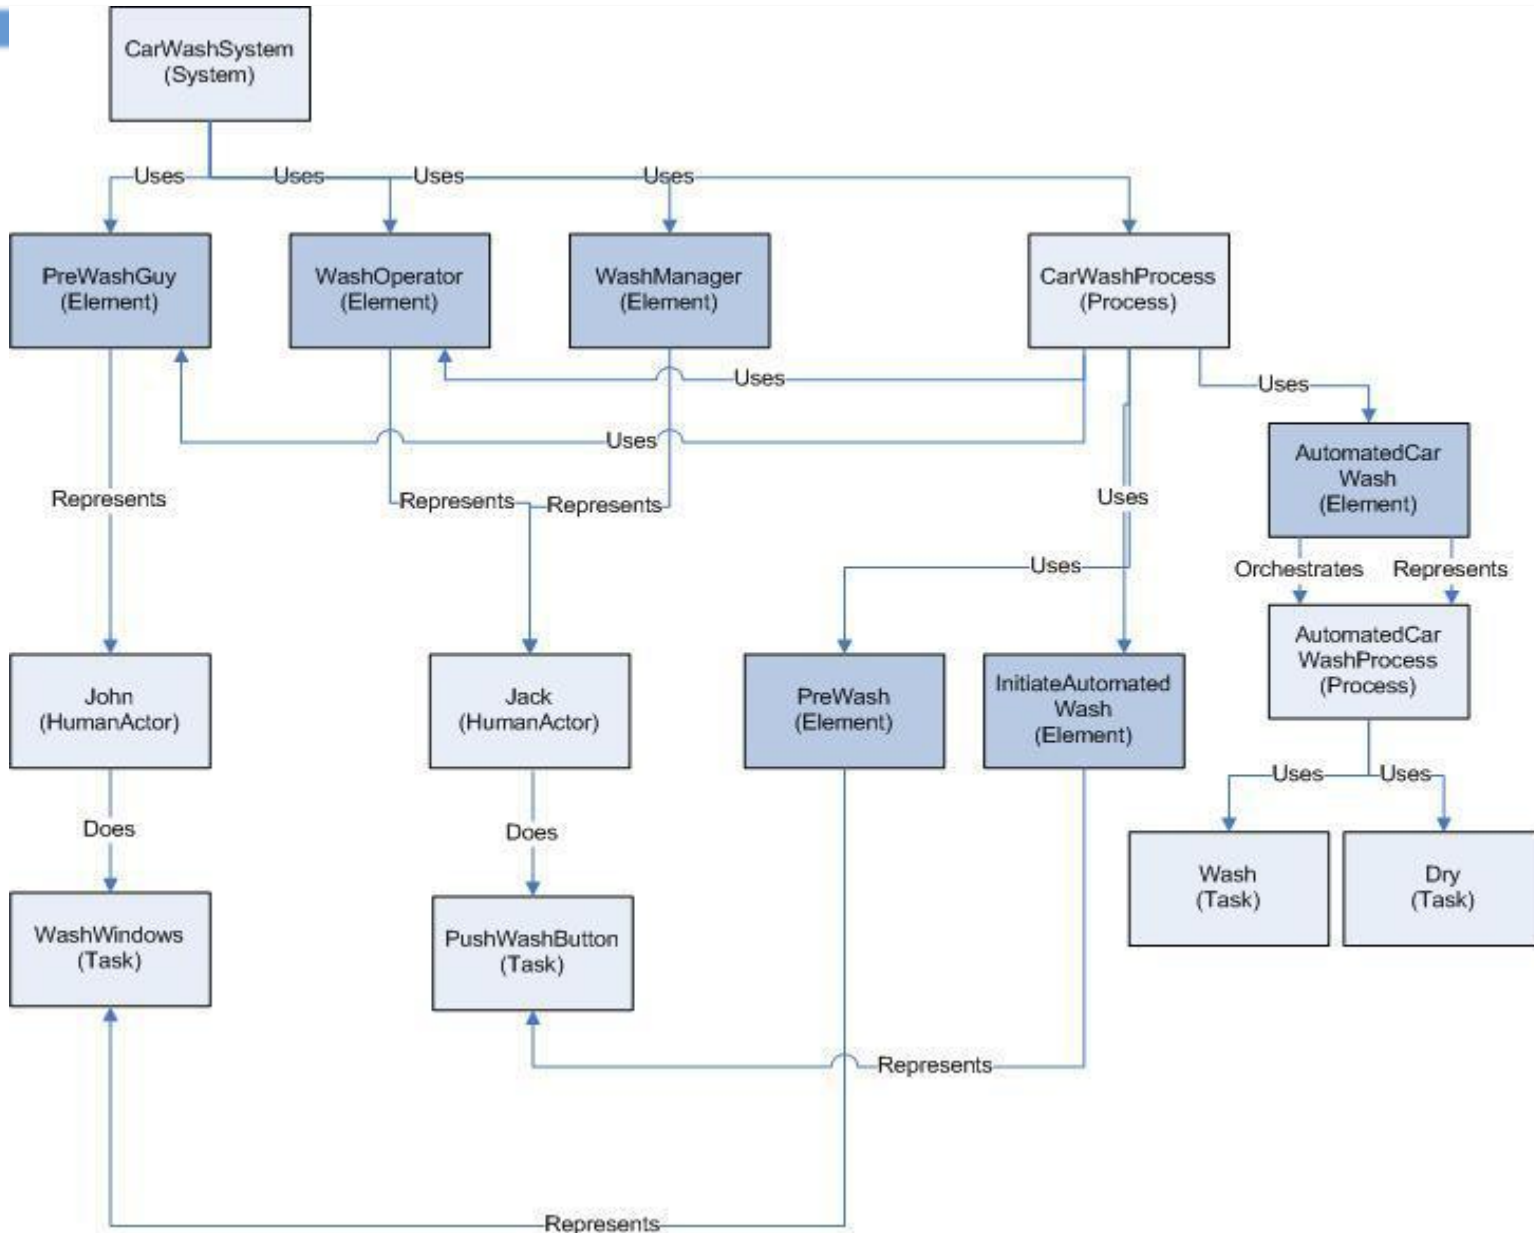 CarWashSystem
(System)
Uses
Uses
Uses
Uses
PreWashGuy
(Element)
WashOperator
(Element)
WashManager
(Element)
CarWashProcess
(Process)
Uses
Uses
Uses
AutomatedCar
Wash
(Element)
Represents
Represents
Represents
Uses
Uses
Orchestrates
Represents
AutomatedCar
WashProcess
(Process)
John
(HumanActor)
Jack
(HumanActor)
PreWash
(Element)
InitiateAutomated
Wash
(Element)
Uses
Uses
Does
Does
Wash
(Task)
Dry
(Task)
WashWindows
(Task)
PushWashButton
(Task)
Represents
Represents